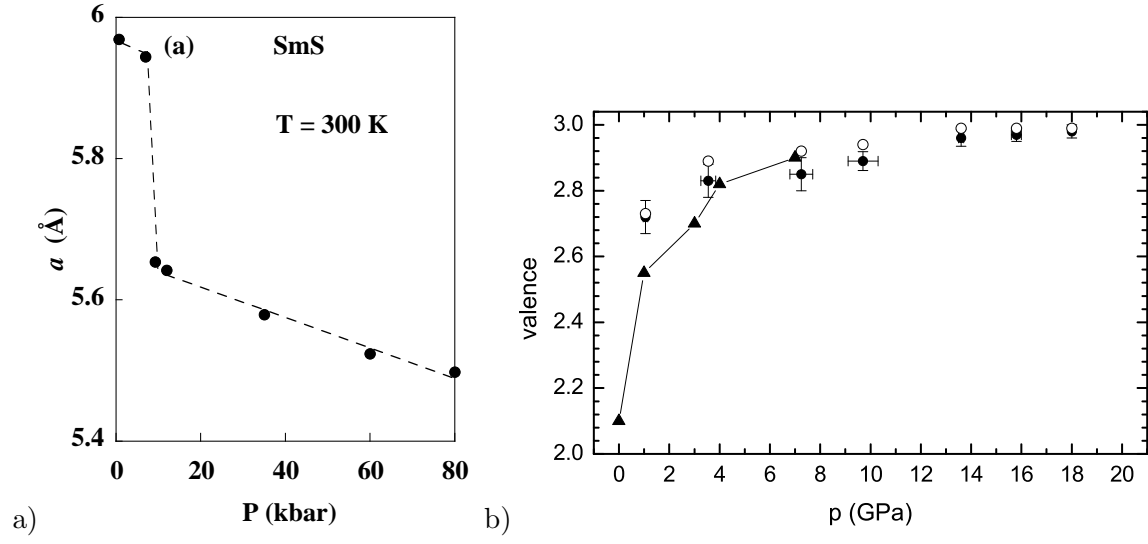 6
(a) SmS
T = 300 K
5.8
a (Å)
5.6
5.4
0 20 40 60 80
P (kbar)
a)
3.0
2.8
valence
2.6
2.4
2.2
2.0
0 2 4 6 8 10 12 14 16 18 20
p (GPa)
b)